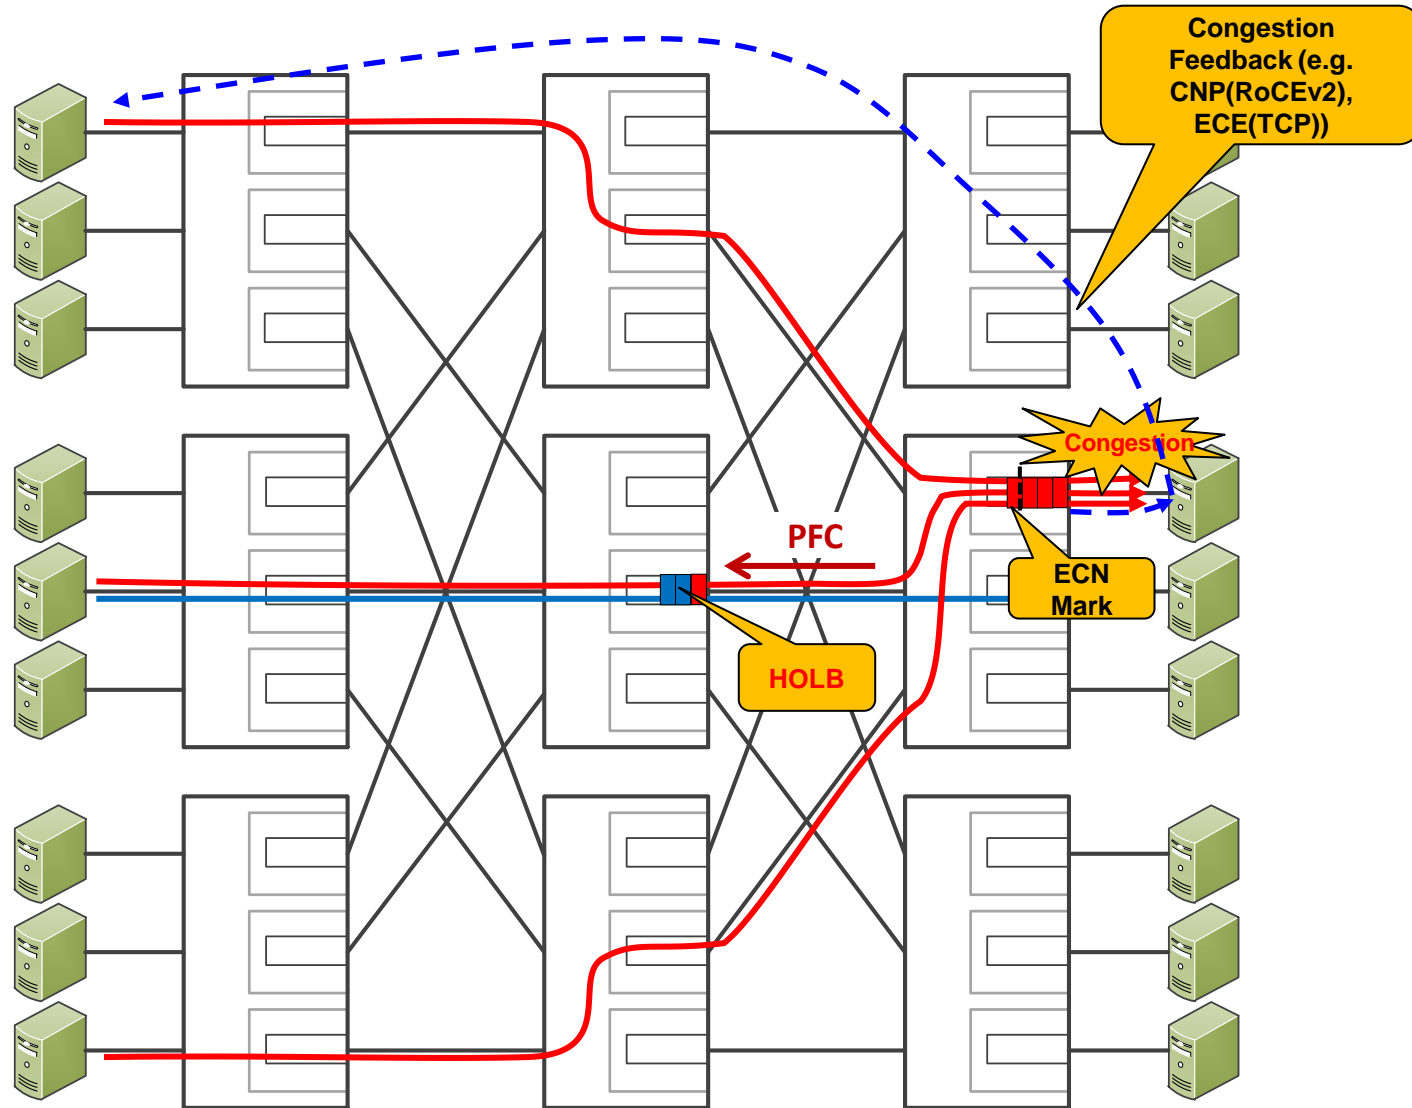 Congestion
Feedback (e.g.
CNP(RoCEv2),
ECE(TCP))
Congestion
PFC
ECN
Mark
HOLB